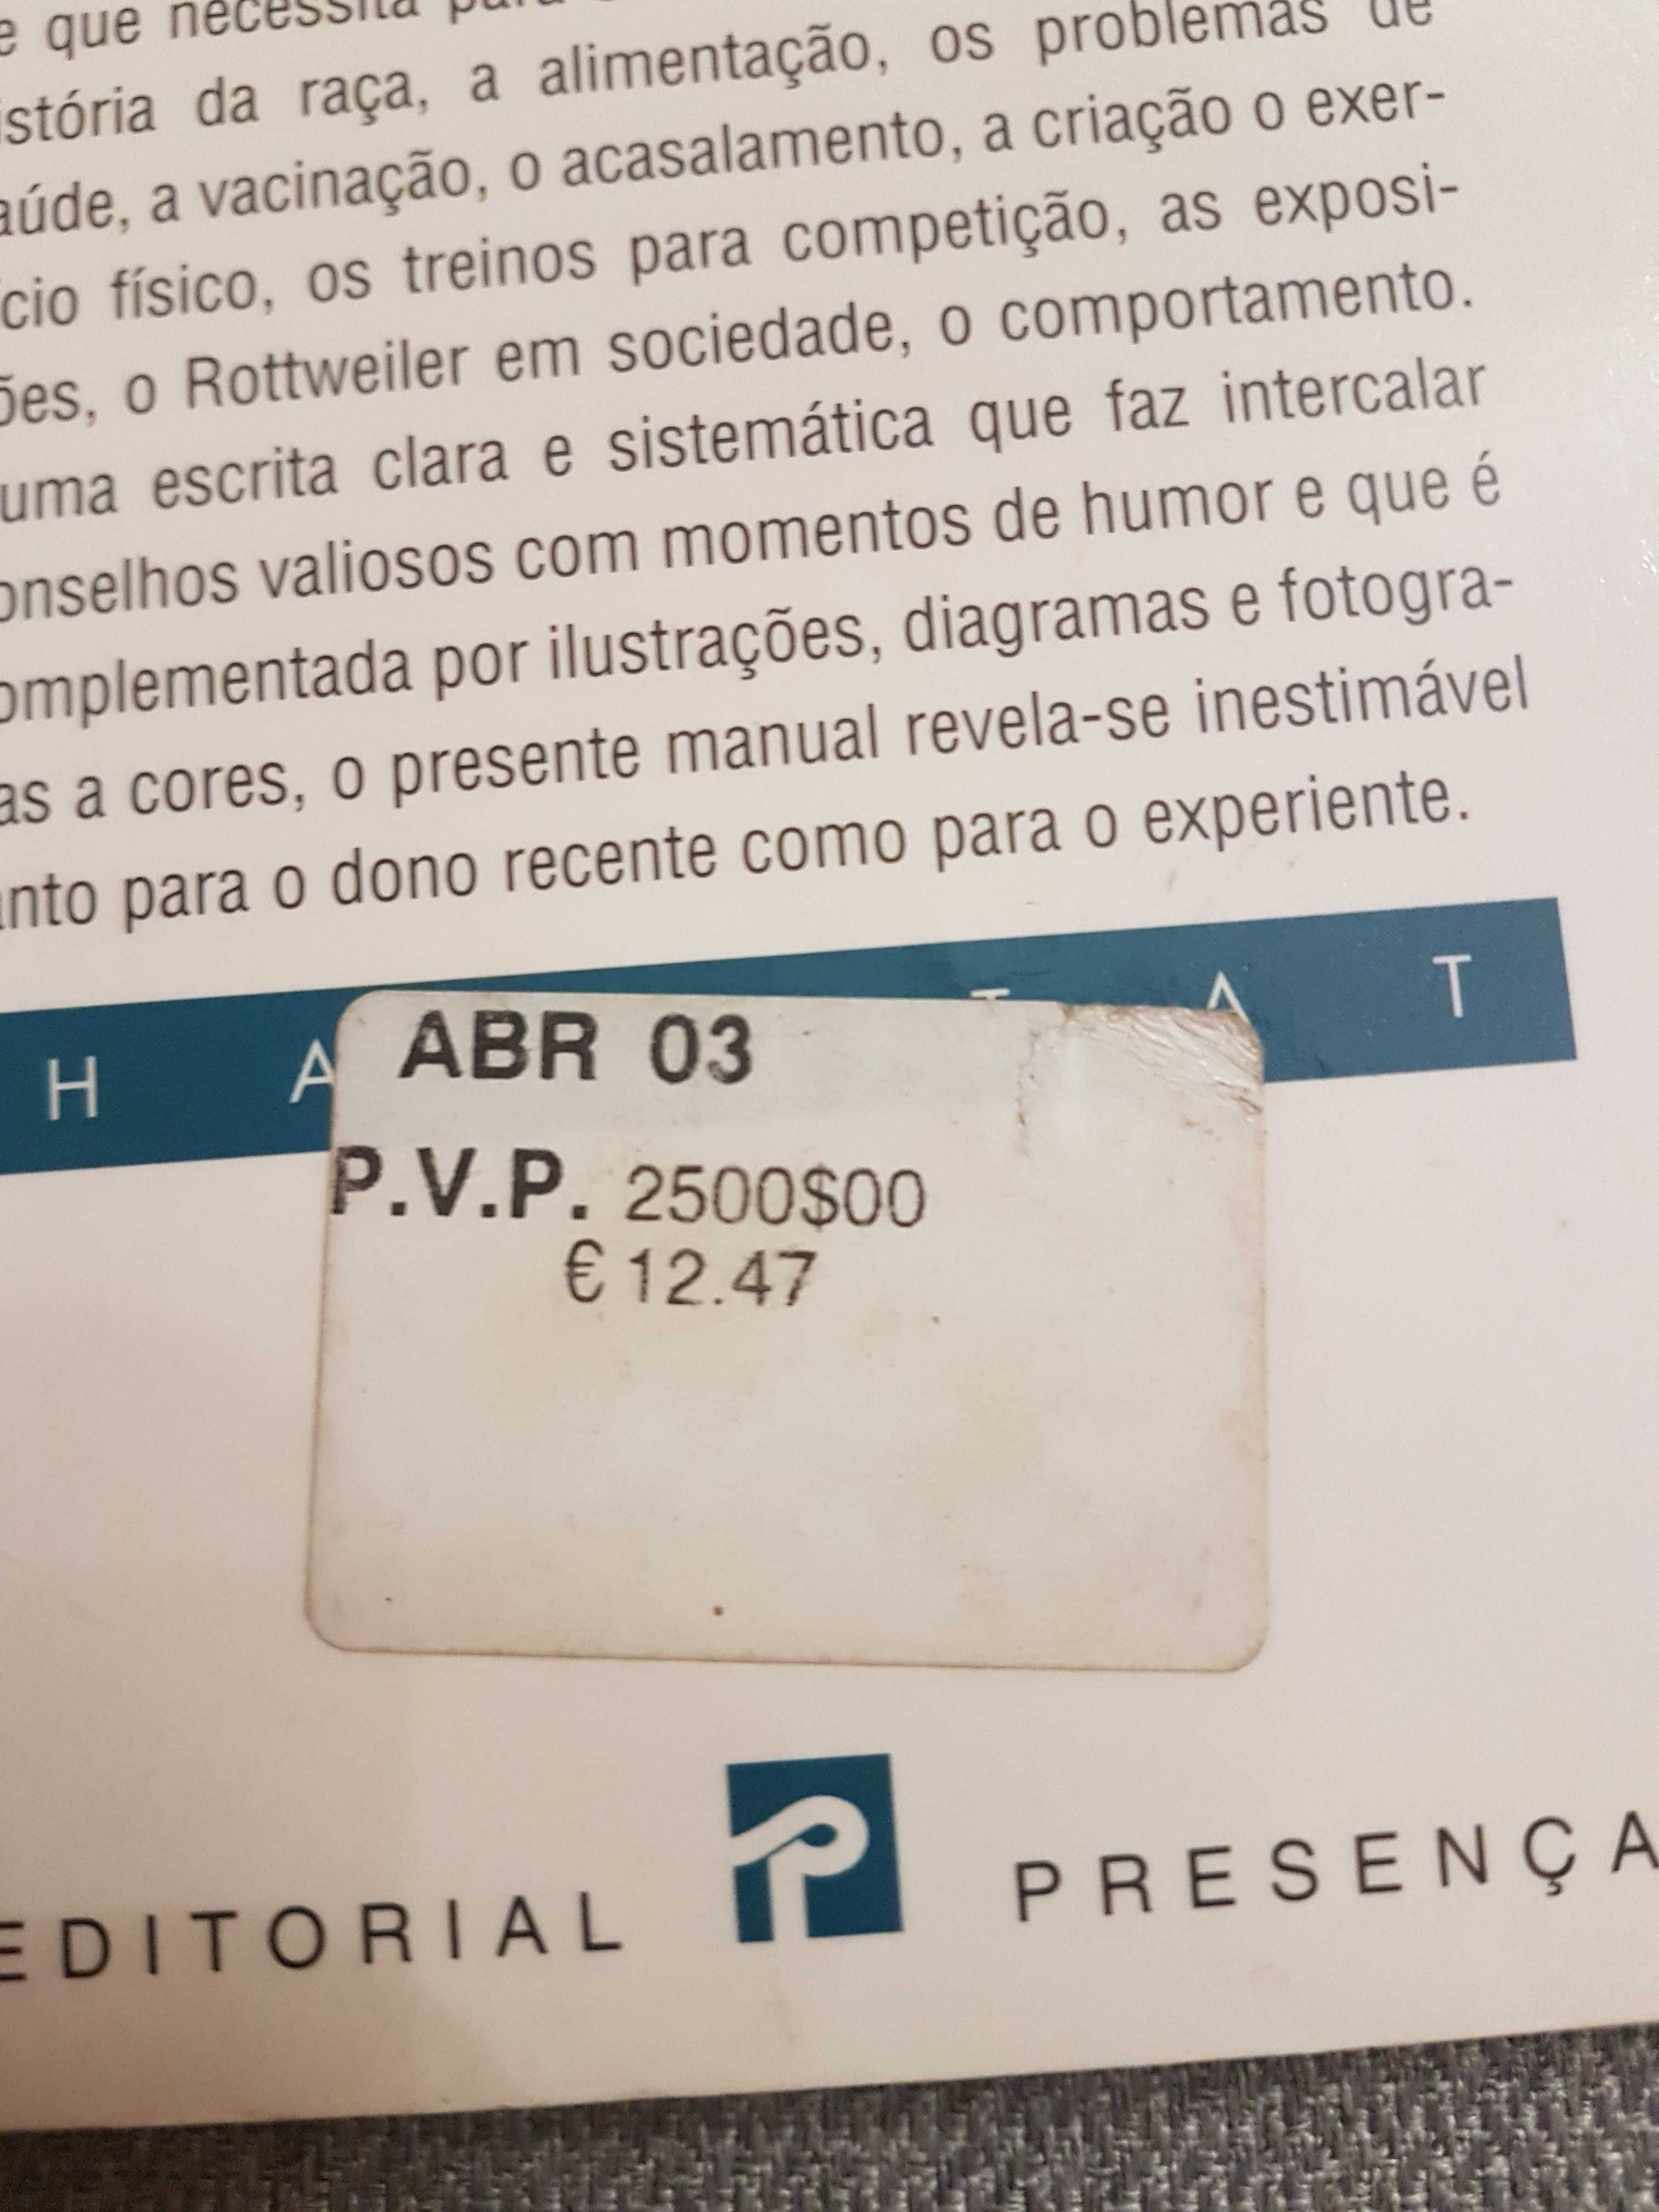 e que necessita
istória da raça, a alimentação, os problemas de
aúde, a vacinação, o acasalamento, a criação o exer-
cio físico, os treinos para competição, as exposi-
ões, o Rottweiler em sociedade, o comportamento.
uma escrita clara e sistemática que faz intercalar
onselhos valiosos com momentos de humor e que é
omplementada por ilustrações, diagramas e fotogra-
as a cores, o presente manual revela-se inestimável
anto para o dono recente como para o experiente.
H A T A T
ABR 03
P.V.P. 2500$00
€ 12.47
EDITORIAL P PRESENÇA